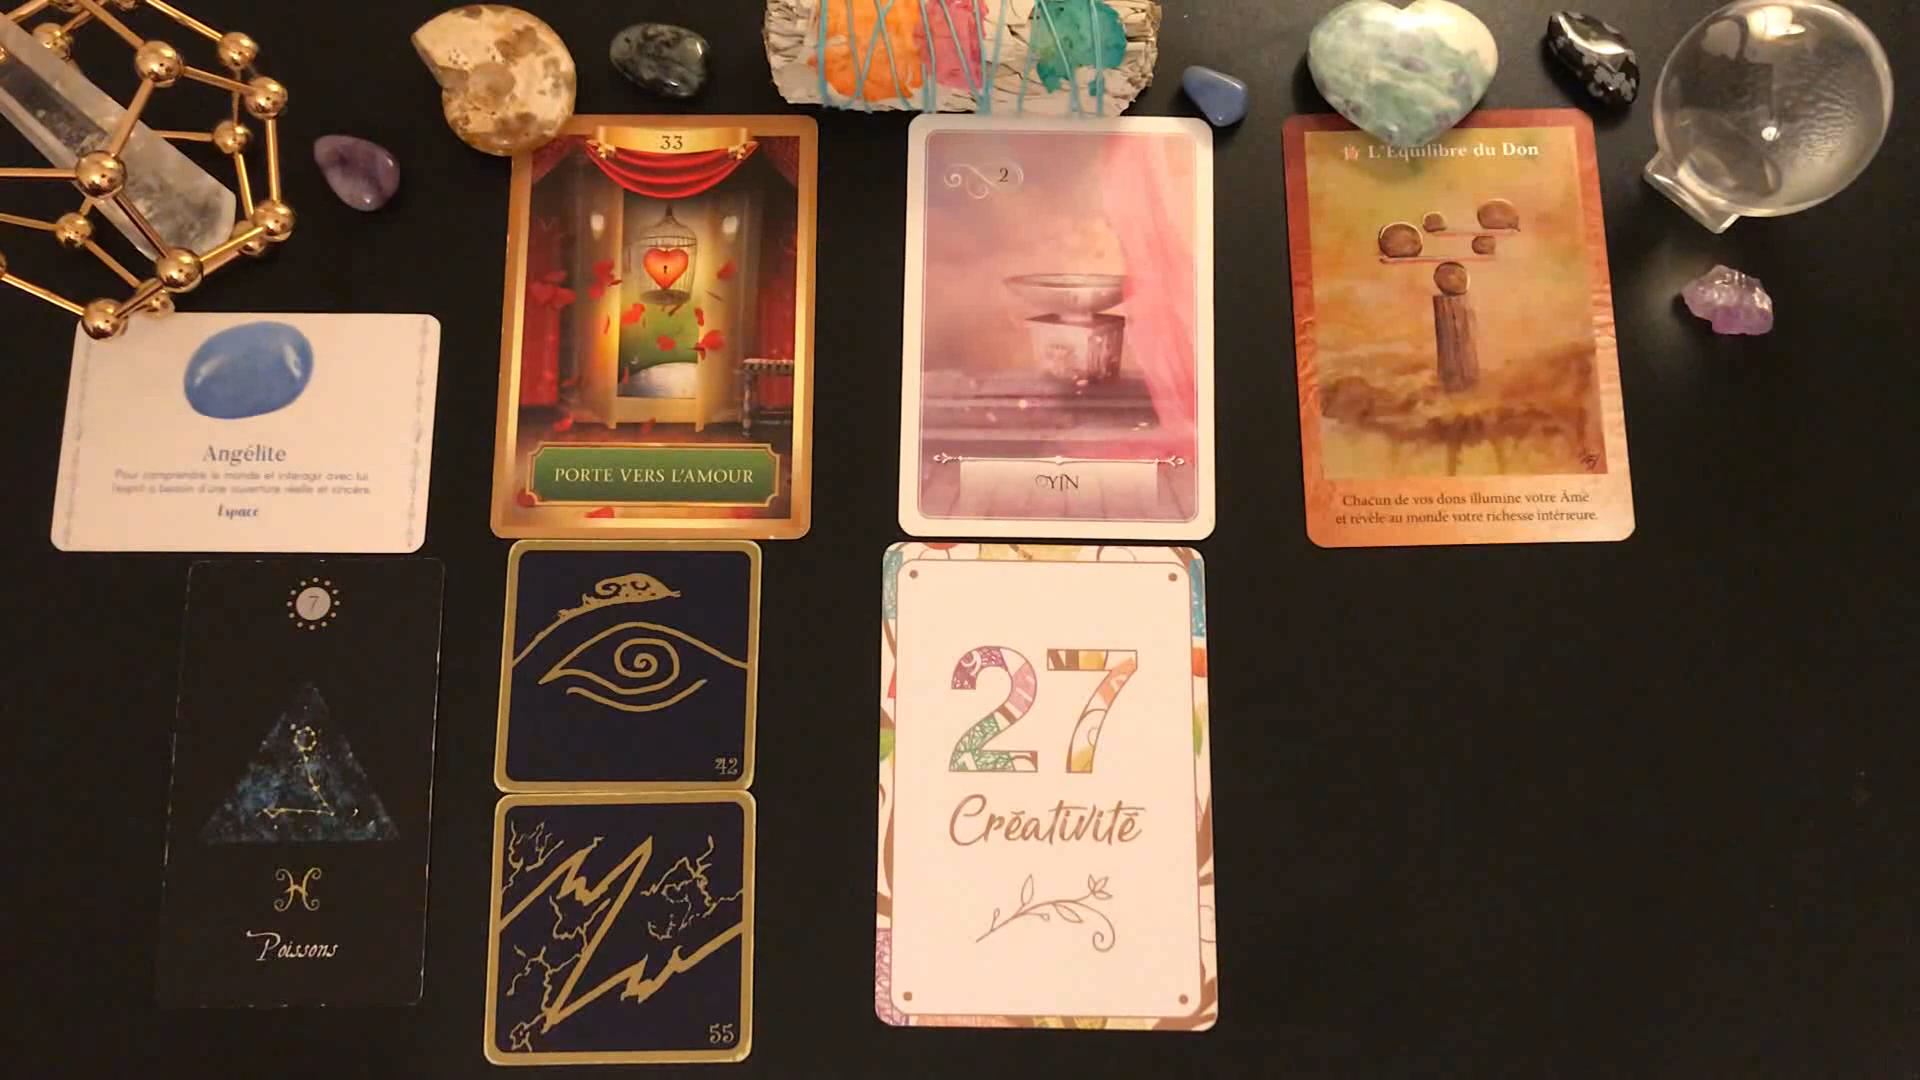 33
PORTE VERS L'AMOUR
2
YIN
L'Équilibre du Don
Chacun de vos dons illumine votre Âme
et révèle au monde votre richesse intérieure.
Angélite
Pour comprendre le monde et interagir avec lui,
l'esprit a besoin d'une ouverture réelle et sincère.
Espace
7
Poissons
42
55
27
Créativité